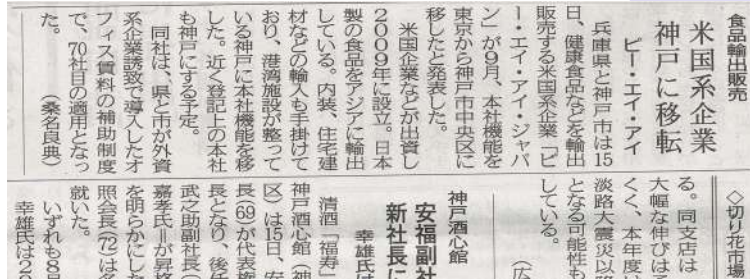 食品輸出販売
米国系企業
神戸に移転
ピー・エイ・アイ
兵庫県と神戸市は15
日、健康食品などを輸出
販売する米国系企業「ピ
ー・エイ・アイ・ジャパ
ン」が9月、本社機能を
東京から神戸市中央区に
移したと発表した。
米国企業などが出資し
2009年に設立。日本
製の食品をアジアに輸出
している。内装、住宅建
材などの輸入も手掛けて
おり、港湾施設が整って
いる神戸に本社機能を移
した。近く登記上の本社
も神戸にする予定。
同社は、県と市が外資
系企業誘致で導入したオ
フィス賃料の補助制度
で、70社目の適用となっ
た。
(桑名良典)
◇切り花市場
る。同支店は
大幅な伸びは
くく、本年度
淡路大震災以
となる可能性も
している。
(広
神戸酒心館
安福副社
新社長に
幸雄氏は
清酒「福寿」
神戸酒心館(神
区)は15日、安
長(69)が代表権
長となり、後任
武之助副社長(
嘉孝氏=が昇格
を明らかにした
照会長(72)は名
就いた。
いずれも8月
幸雄氏は2